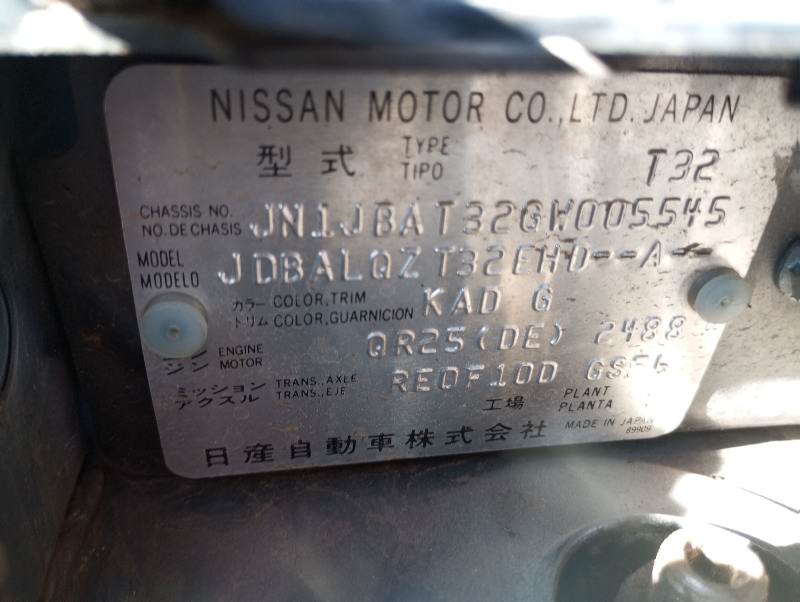 NISSAN MOTOR CO.,LTD. JAPAN
型式 TYPE TIPO T32
CHASSIS NO. NO. DE CHASIS JN1JBAT32GW005545
MODEL MODELO JDBALQZ T32EHD--A-
カラー トリム COLOR,TRIM COLOR,GUARNICION KAD G
ジン ENGINE MOTOR QR25(DE) 2488
ミッション アクスル TRANS.,AXLE TRANS.,EJE RE0F10D
工場 PLANT PLANTA
日産自動車株式会社 MADE IN JAPAN
89909